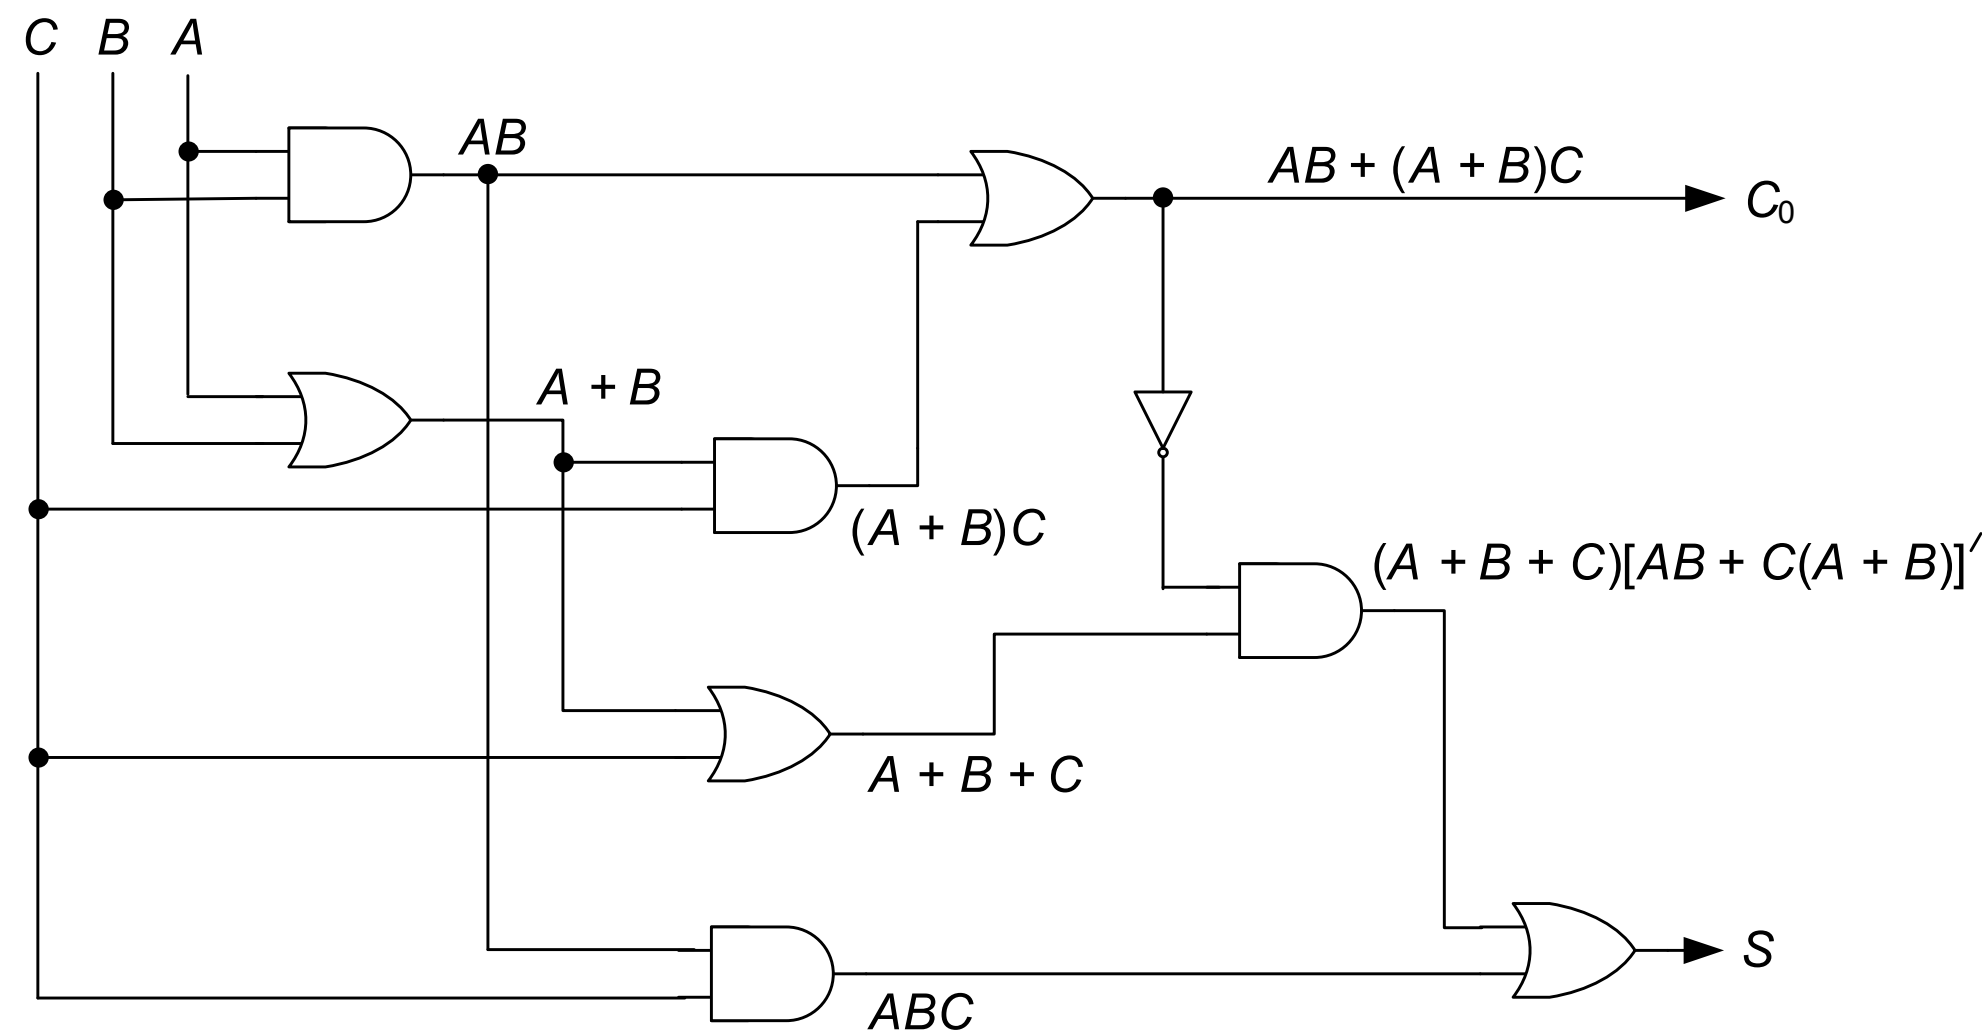 C B A
AB
AB + (A + B)C
C₀
A + B
(A + B)C
(A + B + C)[AB + C(A + B)]′
A + B + C
S
ABC